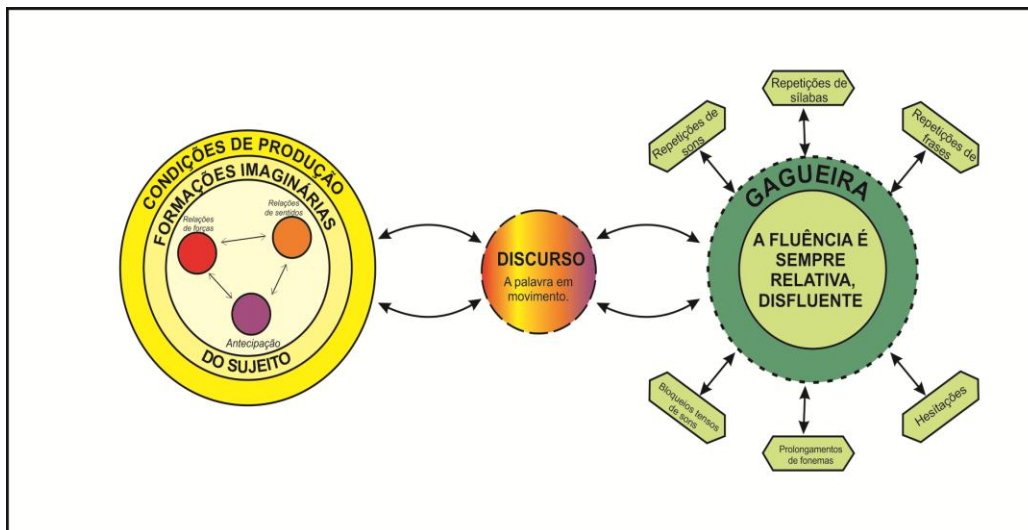 CONDIÇÕES DE PRODUÇÃO
FORMAÇÕES IMAGINÁRIAS
DO SUJEITO
Relações
de forças
Relações
de sentidos
Antecipação
DISCURSO
A palavra em
movimento.
GAGUEIRA
A FLUÊNCIA É
SEMPRE
RELATIVA,
DISFLUENTE
Repetições de
sons
Repetições de
sílabas
Repetições de
frases
Bloqueios tensos
de sons
Prolongamentos
de fonemas
Hesitações